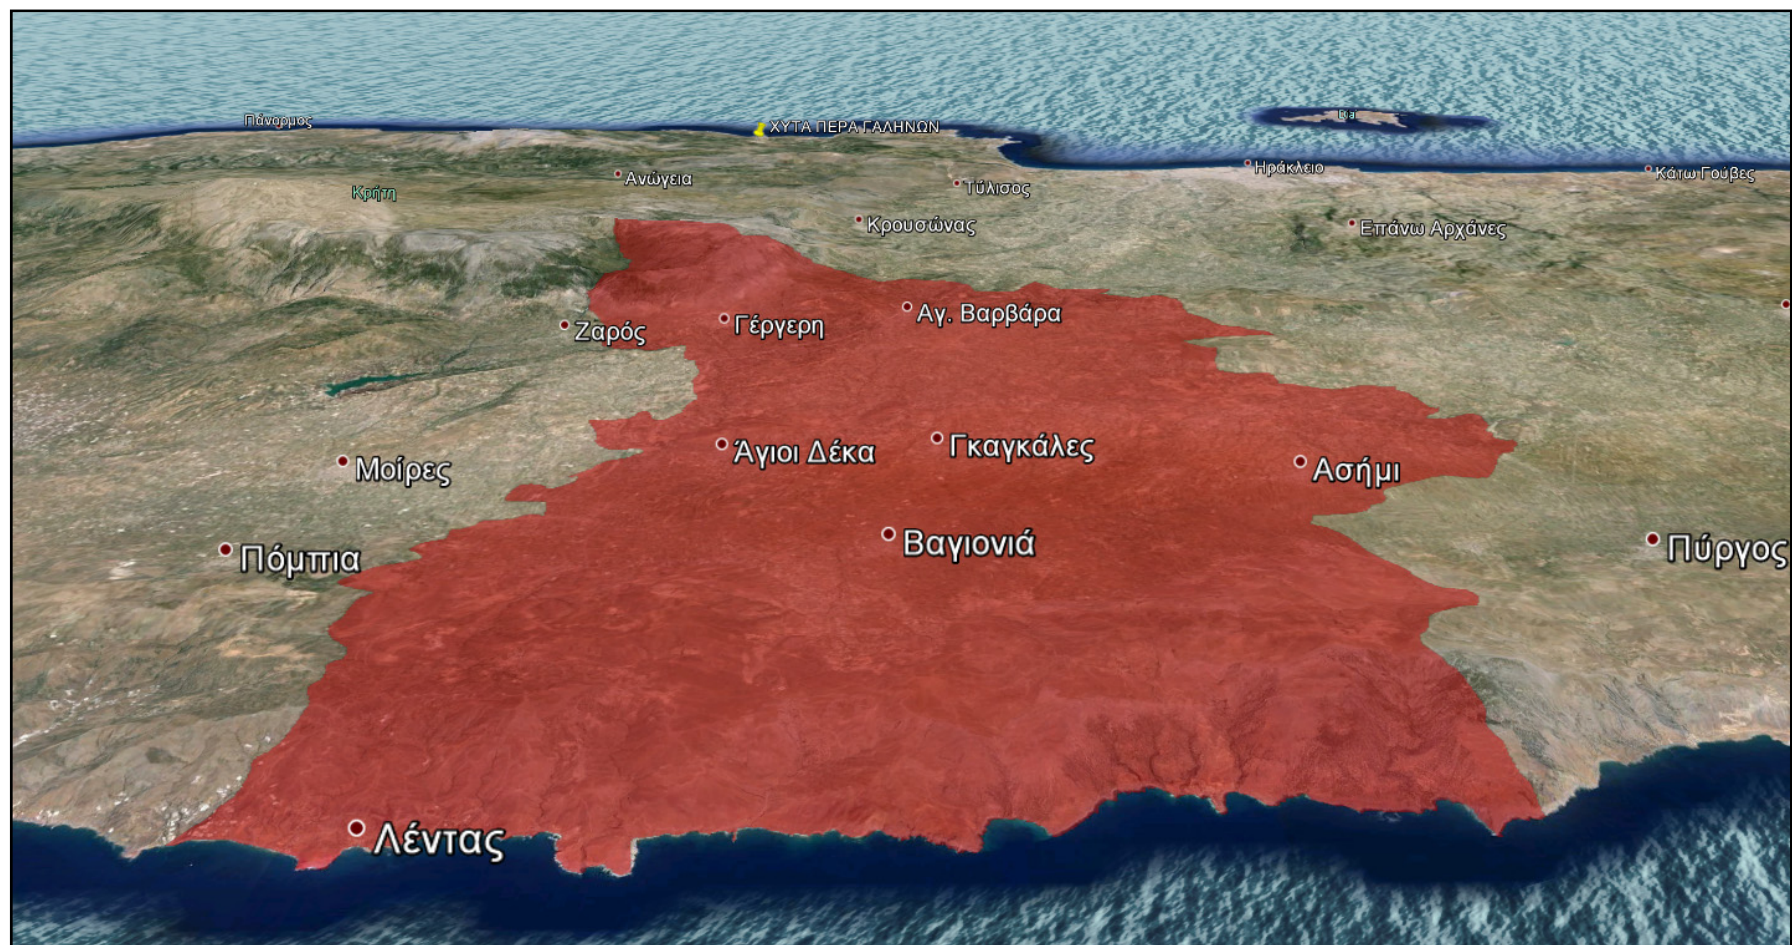 Dia
Πάνορμος
ΧΥΤΑ ΠΕΡΑ ΓΑΛΗΝΩΝ
Ηράκλειο
Κάτω Γούβες
Ανώγεια
Τύλισος
Κρήτη
Κρουσώνας
Επάνω Αρχάνες
Ζαρός
Γέργερη
Αγ. Βαρβάρα
Μοίρες
Άγιοι Δέκα
Γκαγκάλες
Ασήμι
Πόμπια
Βαγιονιά
Πύργος
Λέντας